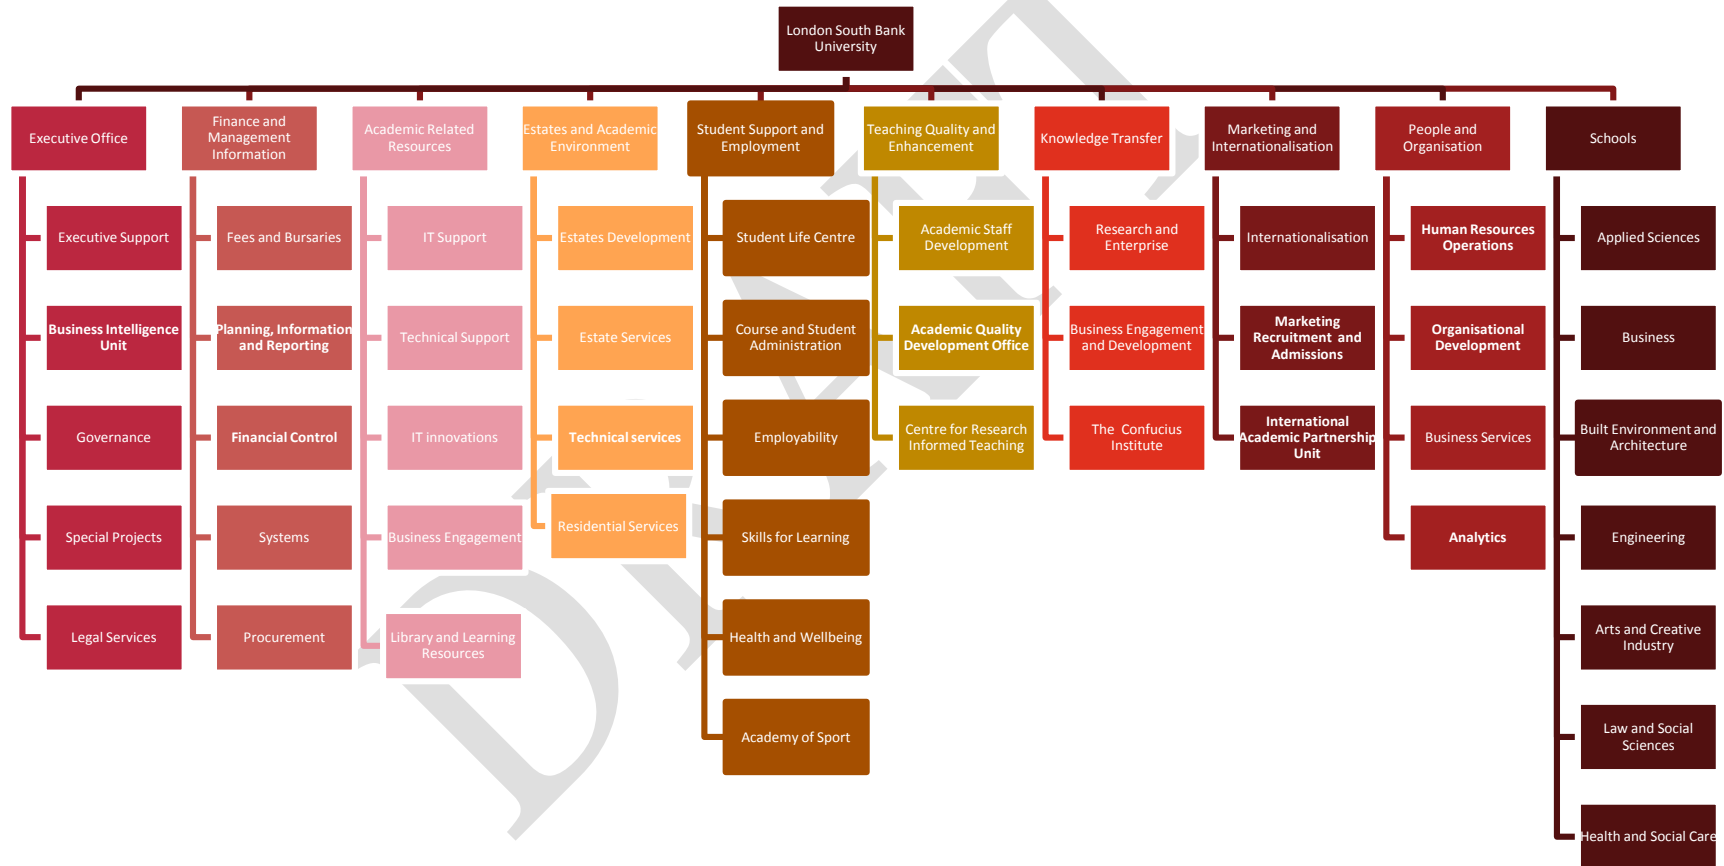 London South Bank
University
Executive Office
Finance and
Management
Information
Academic Related
Resources
Estates and Academic
Environment
Student Support and
Employment
Teaching Quality and
Enhancement
Knowledge Transfer
Marketing and
Internationalisation
People and
Organisation
Schools
Executive Support
Business Intelligence
Unit
Governance
Special Projects
Legal Services
Fees and Bursaries
Planning, Information
and Reporting
Financial Control
Systems
Procurement
IT Support
Technical Support
IT innovations
Business Engagement
Library and Learning
Resources
Estates Development
Estate Services
Technical services
Residential Services
Student Life Centre
Course and Student
Administration
Employability
Skills for Learning
Health and Wellbeing
Academy of Sport
Academic Staff
Development
Academic Quality
Development Office
Centre for Research
Informed Teaching
Research and
Enterprise
Business Engagement
and Development
The Confucius
Institute
Internationalisation
Marketing
Recruitment and
Admissions
International
Academic Partnership
Unit
Human Resources
Operations
Organisational
Development
Business Services
Analytics
Applied Sciences
Business
Built Environment and
Architecture
Engineering
Arts and Creative
Industry
Law and Social
Sciences
Health and Social Care
DRAFT